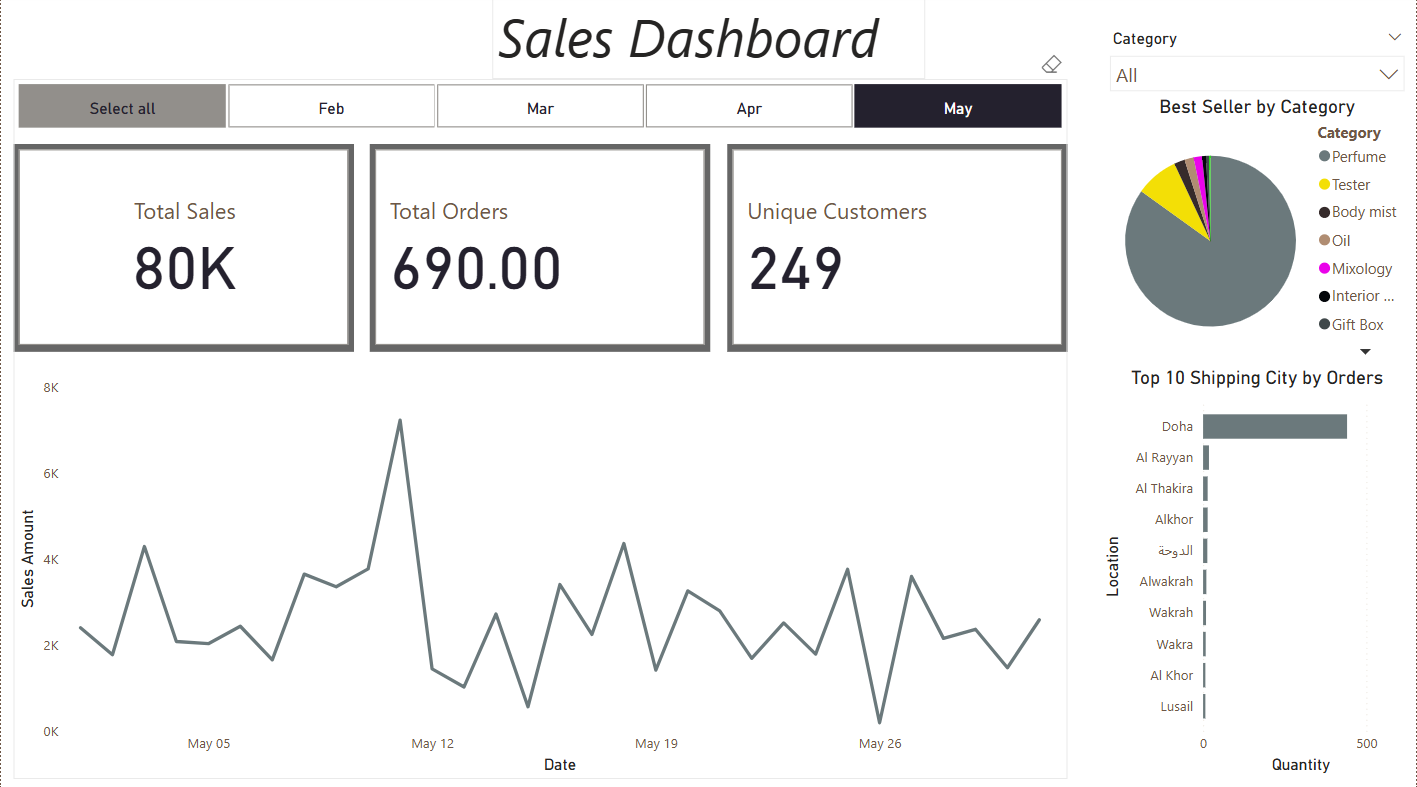 Sales Dashboard
Select all
Feb
Mar
Apr
May
Total Sales
80K
Total Orders
690.00
Unique Customers
249
8K
6K
4K
2K
0K
Sales Amount
May 05
May 12
May 19
May 26
Date
Category
All
Best Seller by Category
Category
Perfume
Tester
Body mist
Oil
Mixology
Interior ...
Gift Box
Top 10 Shipping City by Orders
Location
Doha
Al Rayyan
Al Thakira
Alkhor
الدوحة
Alwakrah
Wakrah
Wakra
Al Khor
Lusail
0
500
Quantity